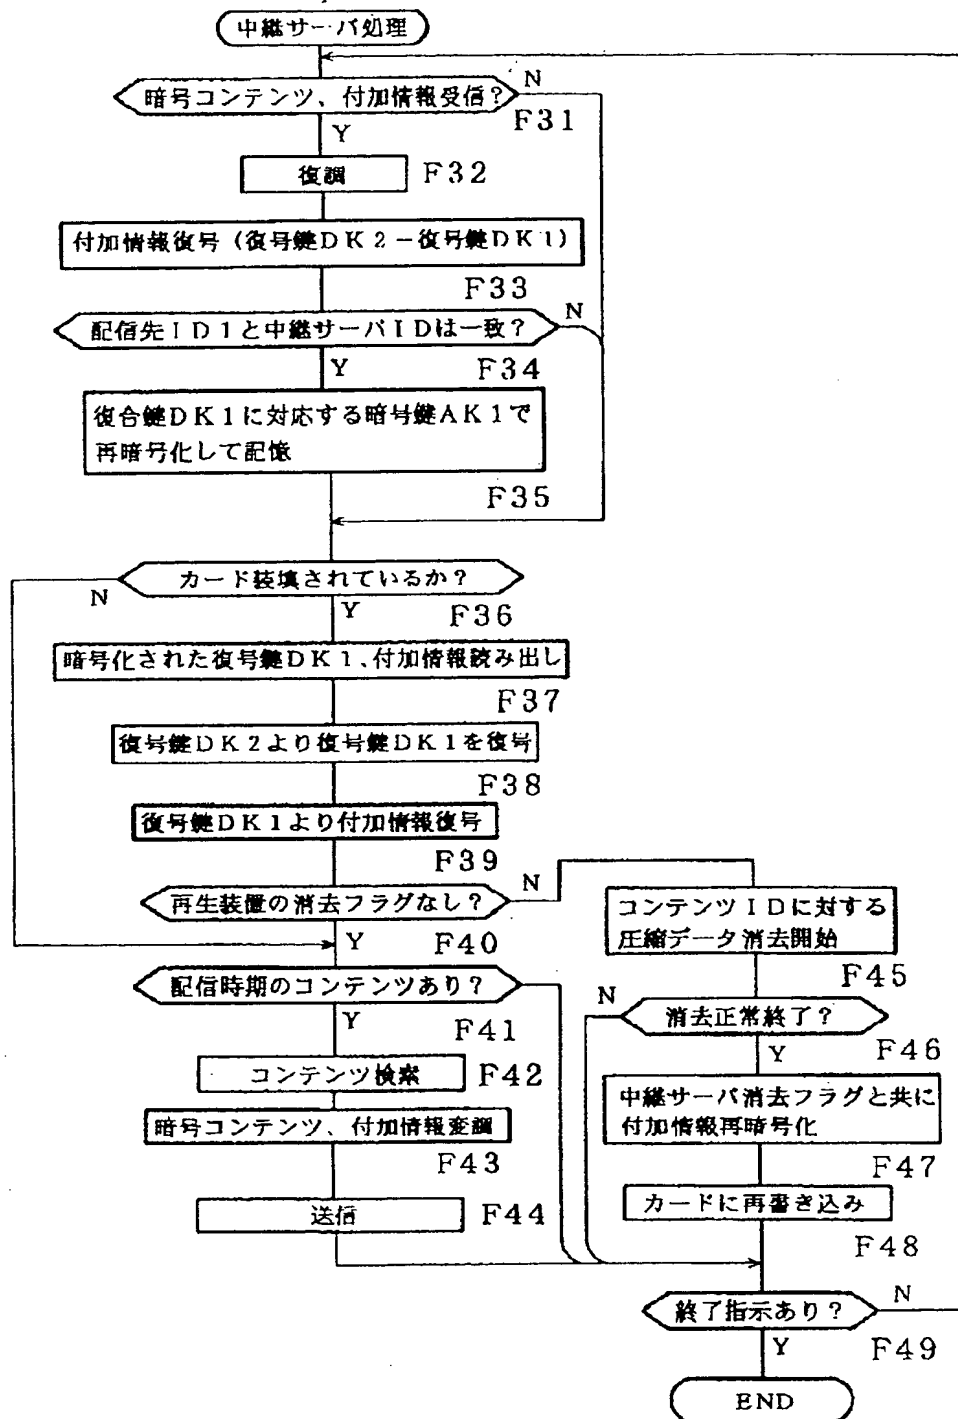 中継サーバ処理
暗号コンテンツ、付加情報受信？
N
F31
Y
復調
F32
付加情報復号（復号鍵DK2－復号鍵DK1）
F33
配信先ID1と中継サーバIDは一致？
N
Y
F34
復合鍵DK1に対応する暗号鍵AK1で
再暗号化して記憶
F35
カード装填されているか？
N
Y
F36
暗号化された復号鍵DK1、付加情報読み出し
F37
復号鍵DK2より復号鍵DK1を復号
F38
復号鍵DK1より付加情報復号
F39
再生装置の消去フラグなし？
N
Y
F40
配信時期のコンテンツあり？
Y
F41
コンテンツ検索
F42
暗号コンテンツ、付加情報変調
F43
送信
F44
コンテンツIDに対する
圧縮データ消去開始
F45
N
消去正常終了？
Y
F46
中継サーバ消去フラグと共に
付加情報再暗号化
F47
カードに再書き込み
F48
終了指示あり？
N
Y
F49
END